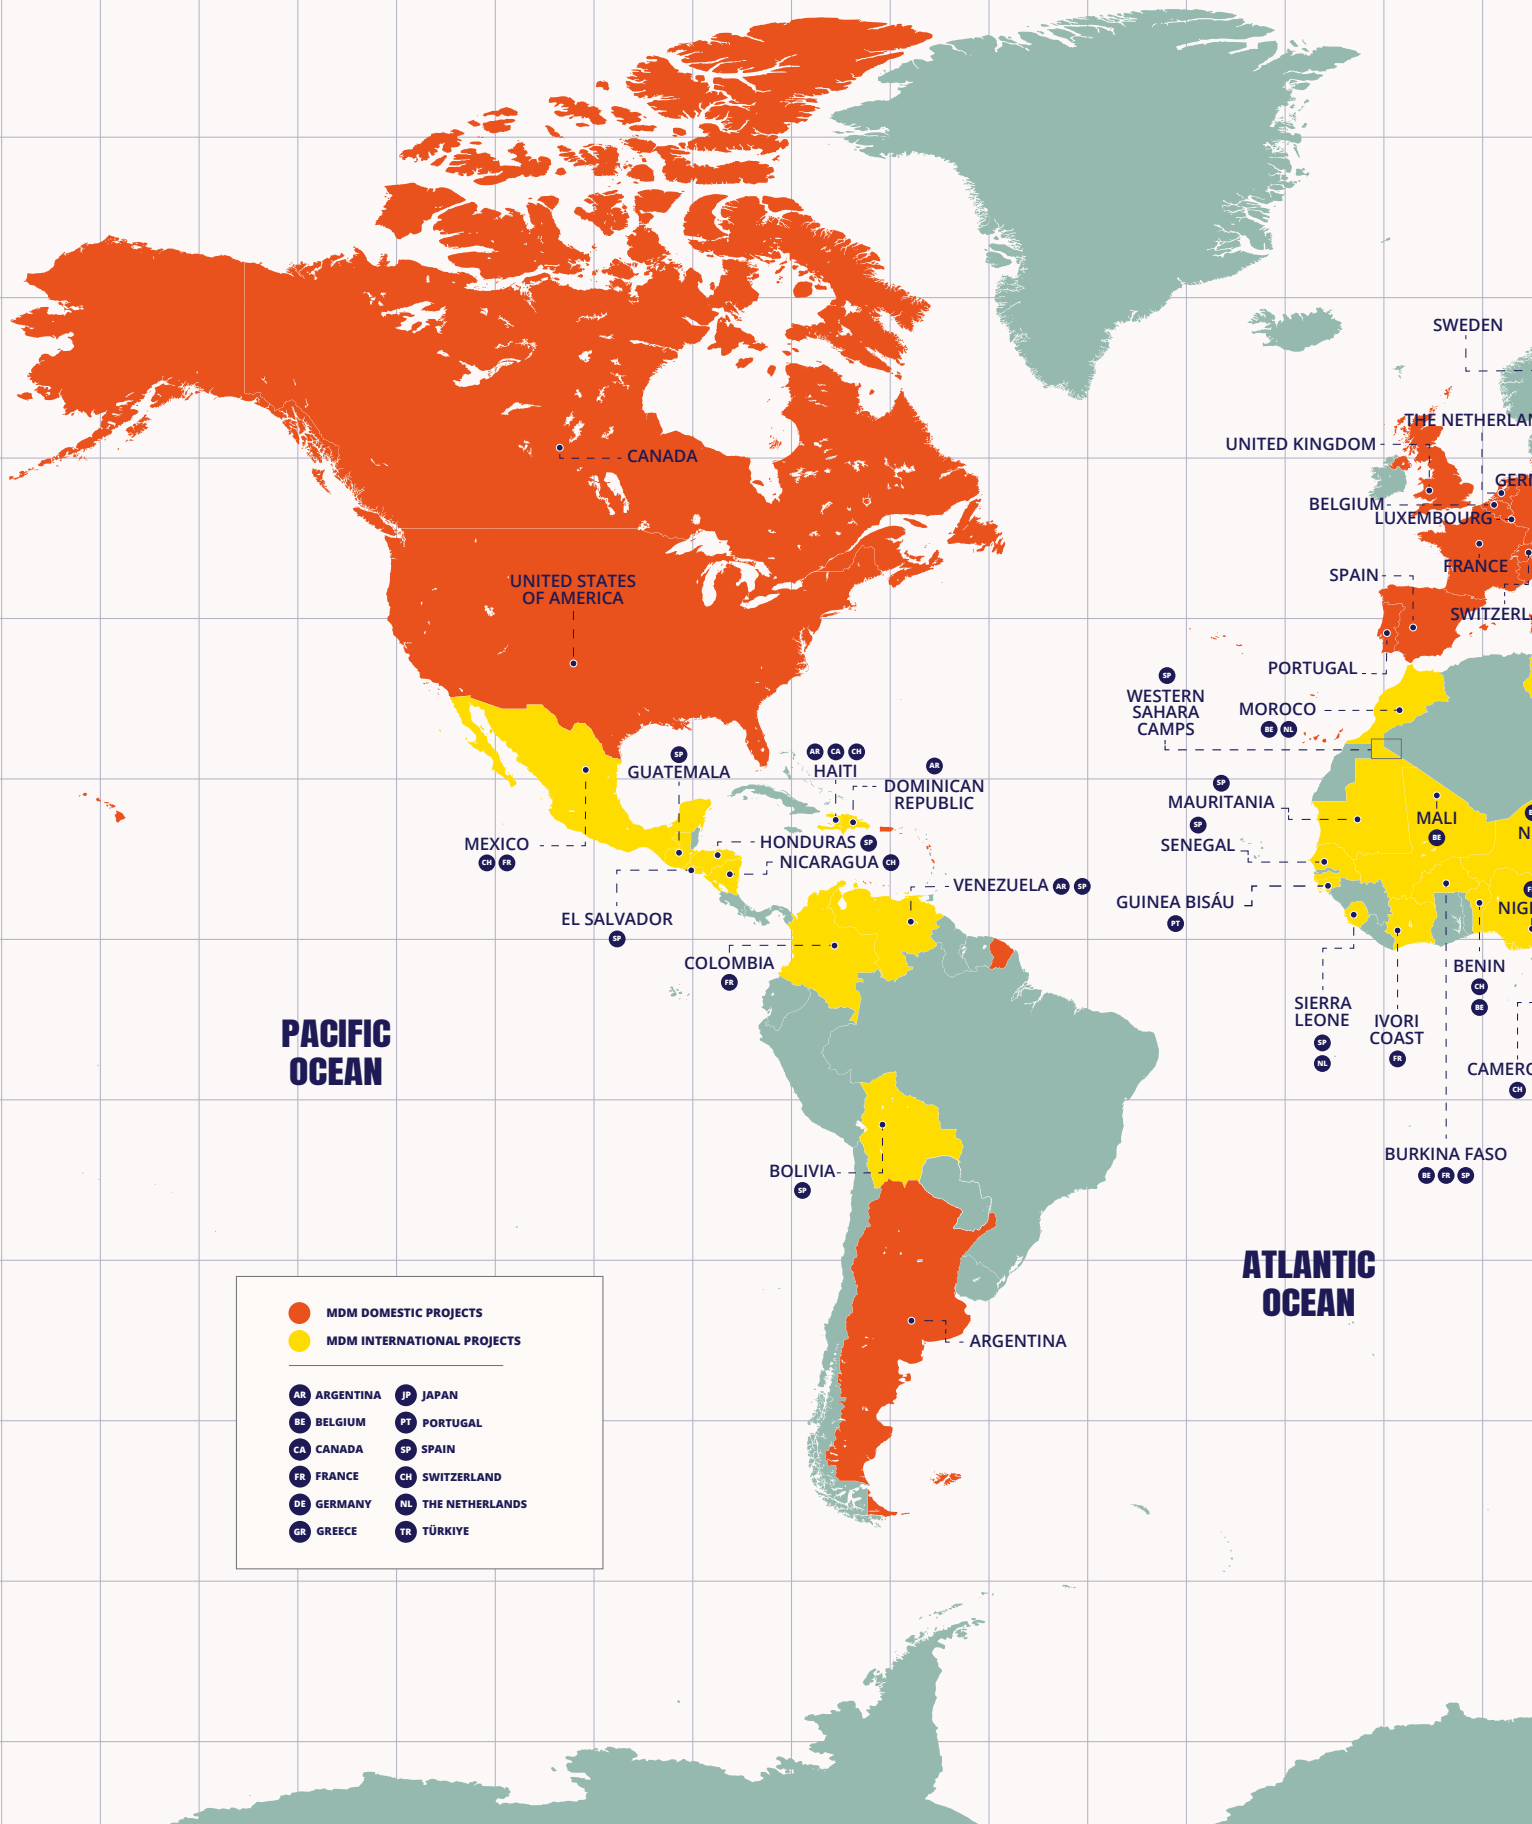 SWEDEN
THE NETHERLAN
UNITED KINGDOM
CANADA
GERM
BELGIUM
LUXEMBOURG
FRANCE
SPAIN
UNITED STATES
OF AMERICA
SWITZERL
PORTUGAL
SP
WESTERN
SAHARA
CAMPS
MOROCO
BE NL
SP
GUATEMALA
AR CA CH
HAITI
AR
DOMINICAN
REPUBLIC
SP
MAURITANIA
SP
SENEGAL
MALI
BE
N
MEXICO
CH FR
HONDURAS SP
NICARAGUA CH
VENEZUELA AR SP
GUINEA BISÁU
PT
NIGE
EL SALVADOR
SP
COLOMBIA
FR
BENIN
CH
BE
SIERRA
LEONE
SP
NL
IVORI
COAST
FR
PACIFIC
OCEAN
CAMERO
CH
BURKINA FASO
BE FR SP
BOLIVIA
SP
ATLANTIC
OCEAN
ARGENTINA
MDM DOMESTIC PROJECTS
MDM INTERNATIONAL PROJECTS
AR ARGENTINA
BE BELGIUM
CA CANADA
FR FRANCE
DE GERMANY
GR GREECE
JP JAPAN
PT PORTUGAL
SP SPAIN
CH SWITZERLAND
NL THE NETHERLANDS
TR TÜRKIYE